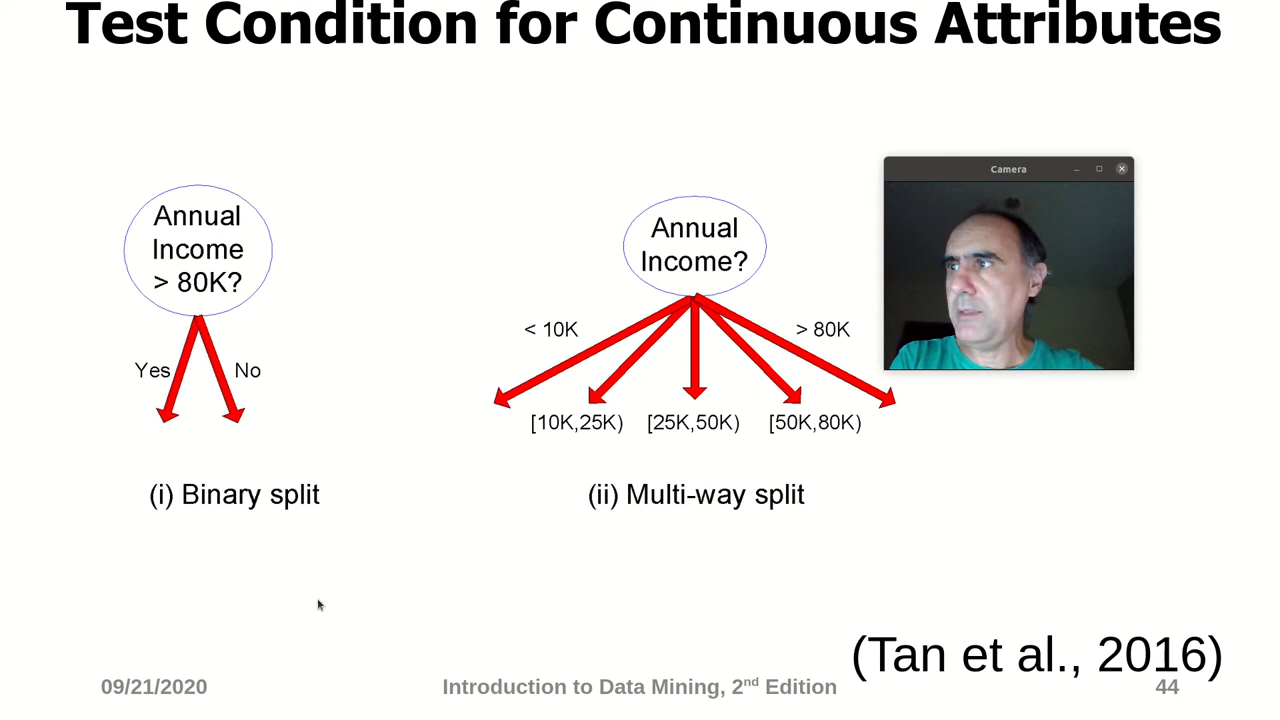 Test Condition for Continuous Attributes
Camera
Annual
Income
> 80K?
Yes
No
(i) Binary split
Annual
Income?
< 10K
> 80K
[10K,25K)
[25K,50K)
[50K,80K)
(ii) Multi-way split
(Tan et al., 2016)
09/21/2020
Introduction to Data Mining, 2nd Edition
44